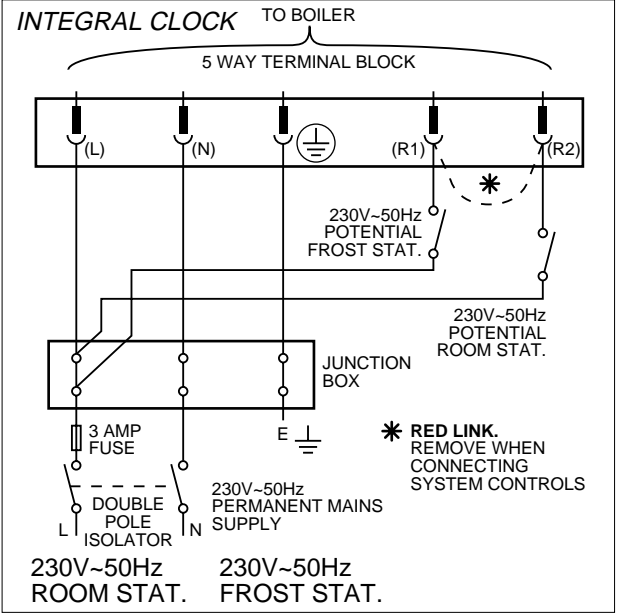 INTEGRAL CLOCK
TO BOILER
5 WAY TERMINAL BLOCK
(L)
(N)
(R1)
(R2)
230V~50Hz
POTENTIAL
FROST STAT.
230V~50Hz
POTENTIAL
ROOM STAT.
JUNCTION
BOX
3 AMP
FUSE
E
RED LINK.
REMOVE WHEN
CONNECTING
SYSTEM CONTROLS
DOUBLE
POLE
ISOLATOR
L
N
230V~50Hz
PERMANENT MAINS
SUPPLY
230V~50Hz
ROOM STAT.
230V~50Hz
FROST STAT.